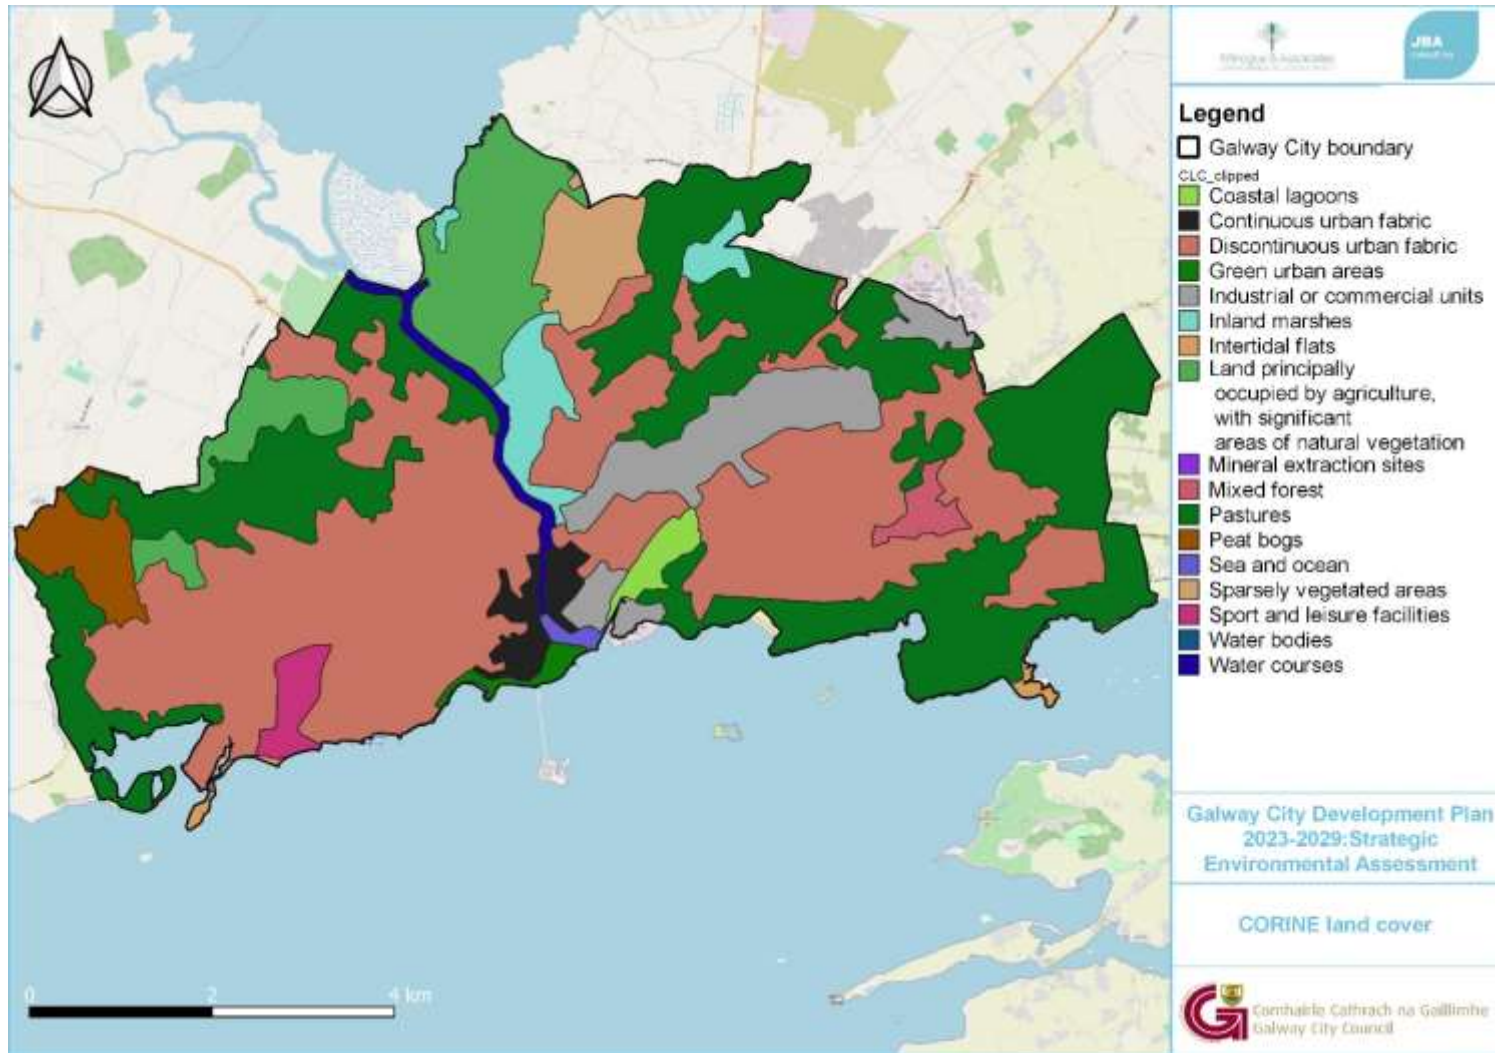 JBA
Legend
Galway City boundary
CLC_clipped
Coastal lagoons
Continuous urban fabric
Discontinuous urban fabric
Green urban areas
Industrial or commercial units
Inland marshes
Intertidal flats
Land principally
occupied by agriculture,
with significant
areas of natural vegetation
Mineral extraction sites
Mixed forest
Pastures
Peat bogs
Sea and ocean
Sparsely vegetated areas
Sport and leisure facilities
Water bodies
Water courses
Galway City Development Plan
2023-2029:Strategic
Environmental Assessment
CORINE land cover
Comhairle Cathrach na Gaillimhe
Galway City Council
0 2 4 km